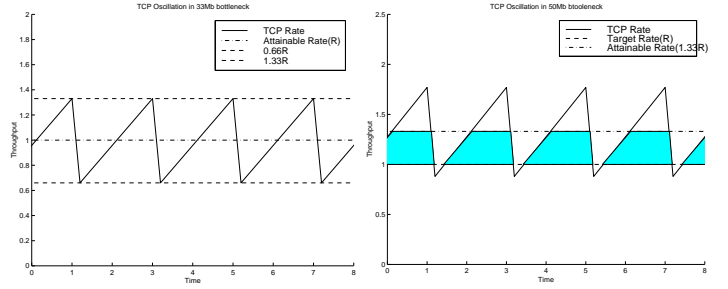 TCP Oscillation in 33Mb bottleneck
2
1.8
1.6
1.4
1.2
1
0.8
0.6
0.4
0.2
0
Throughput
TCP Rate
Attainable Rate(R)
0.66R
1.33R
0 1 2 3 4 5 6 7 8
Time
TCP Oscillation in 50Mb btooleneck
2.5
2
1.5
1
0.5
0
Throughput
TCP Rate
Target Rate(R)
Attainable Rate(1.33R)
0 1 2 3 4 5 6 7 8
Time